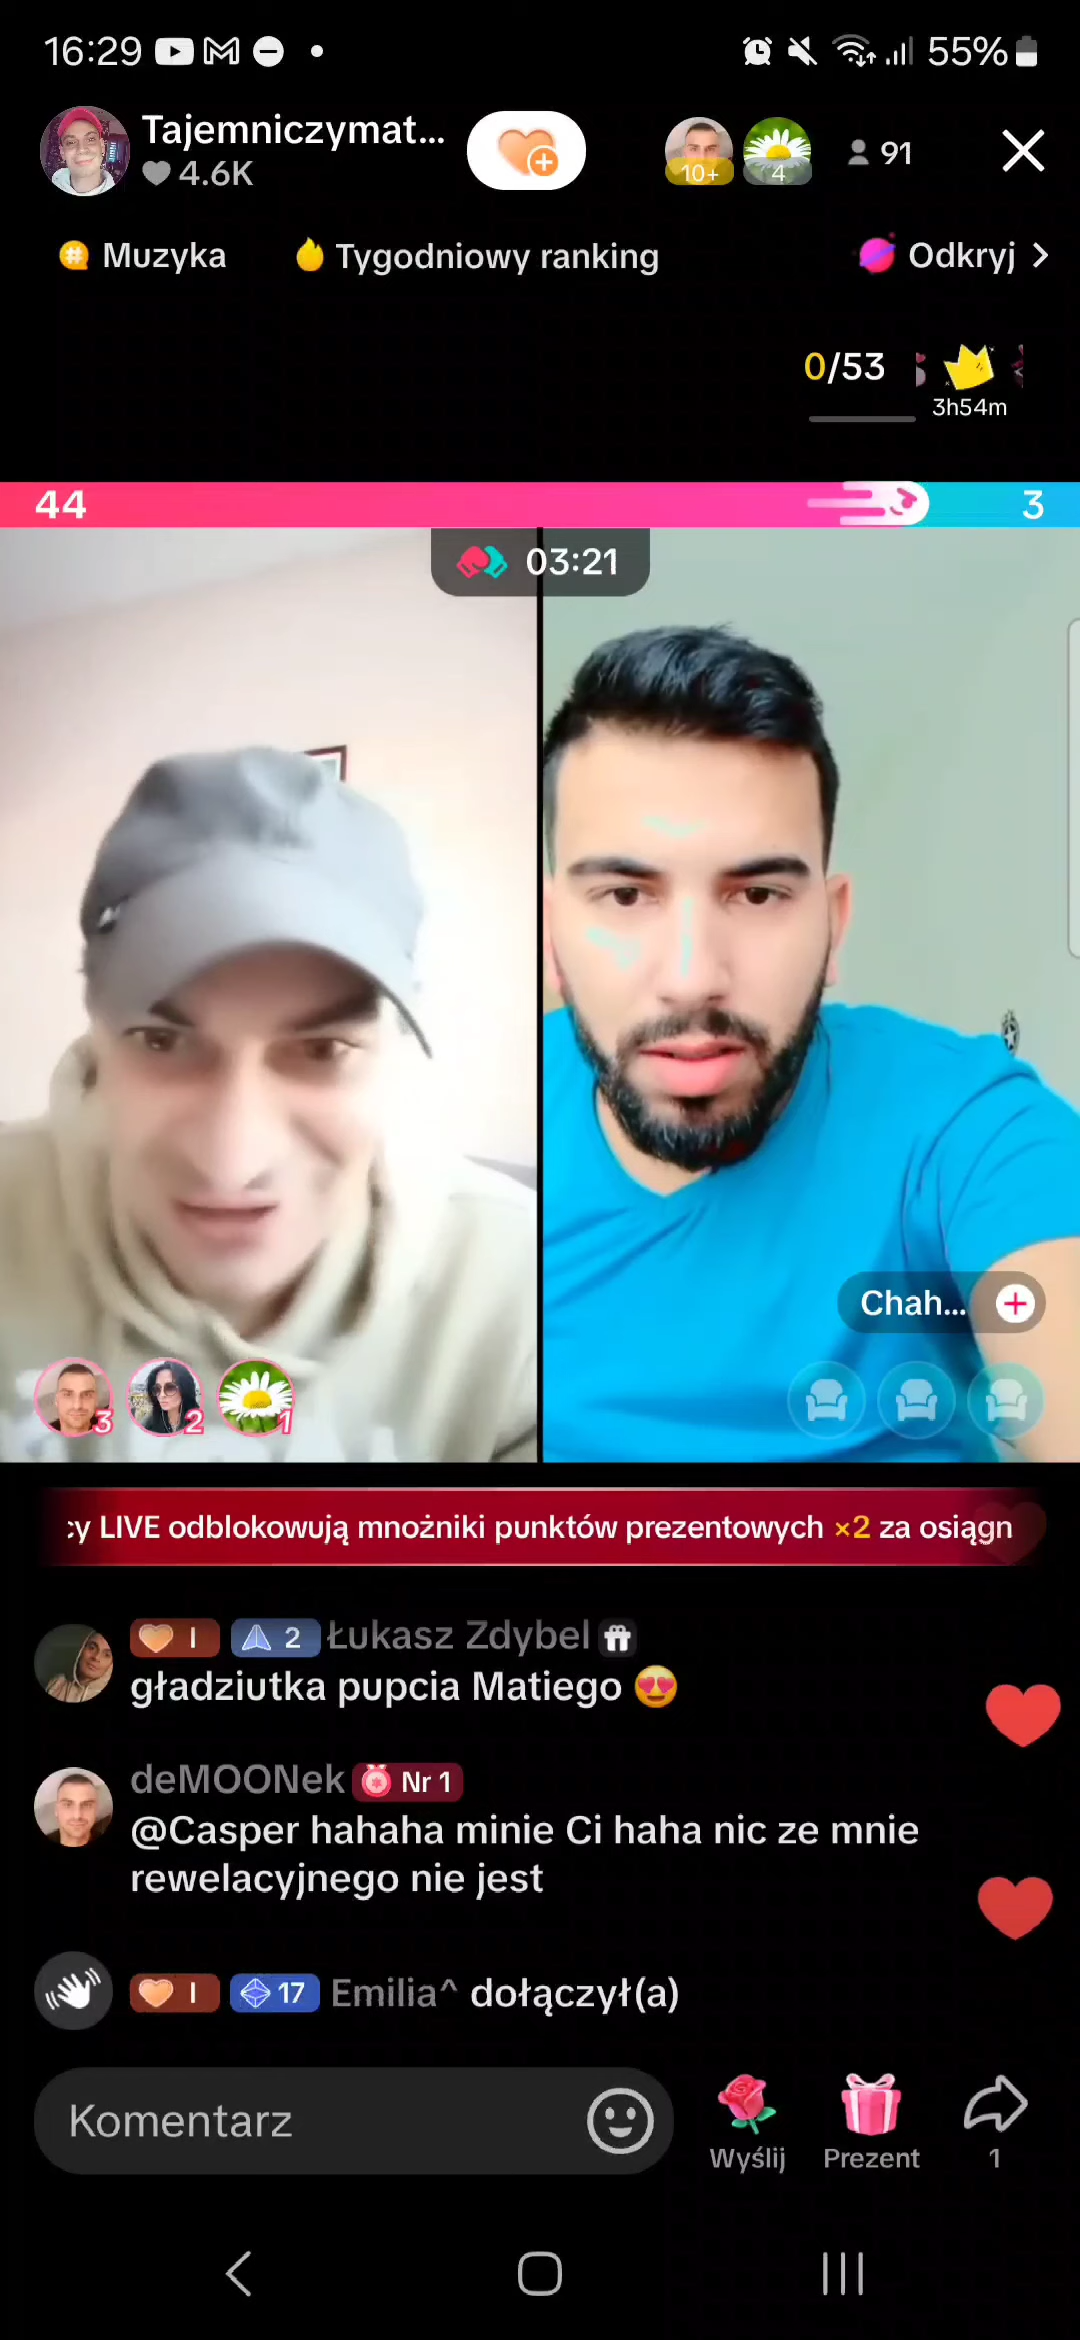 16:29
55%
Tajemniczymat...
4.6K
10+
4
91
Muzyka
Tygodniowy ranking
Odkryj
0/53
3h54m
44
3
03:21
Chah...
3
2
1
cy LIVE odblokowują mnożniki punktów prezentowych ×2 za osiągn
I 2 Łukasz Zdybel
gładziutka pupcia Matiego 😍
deMOONek Nr 1
@Casper hahaha minie Ci haha nic ze mnie
rewelacyjnego nie jest
I 17 Emilia^ dołączył(a)
Komentarz
Wyślij
Prezent
1